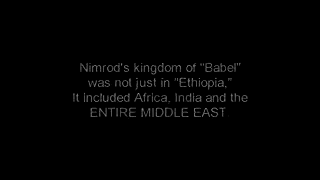 Nimrod's kingdom of "Babel"
was not just in "Ethiopia,"
It included Africa, India and the
ENTIRE MIDDLE EAST